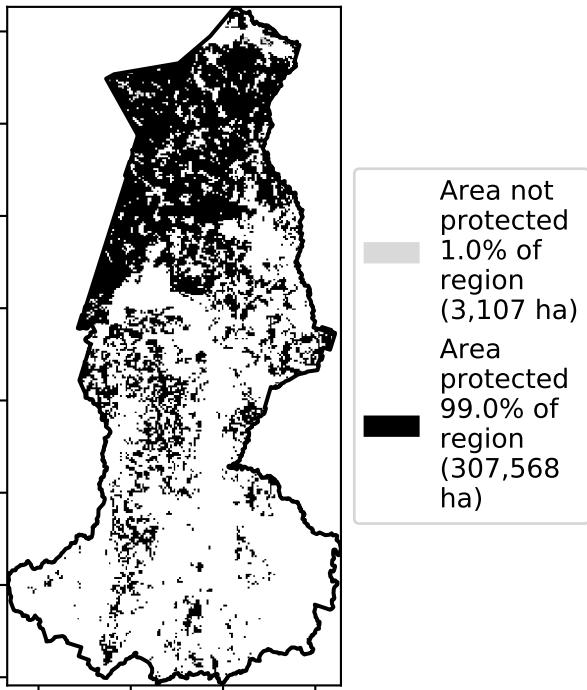 Area not
protected
1.0% of
region
(3,107 ha)
Area
protected
99.0% of
region
(307,568
ha)